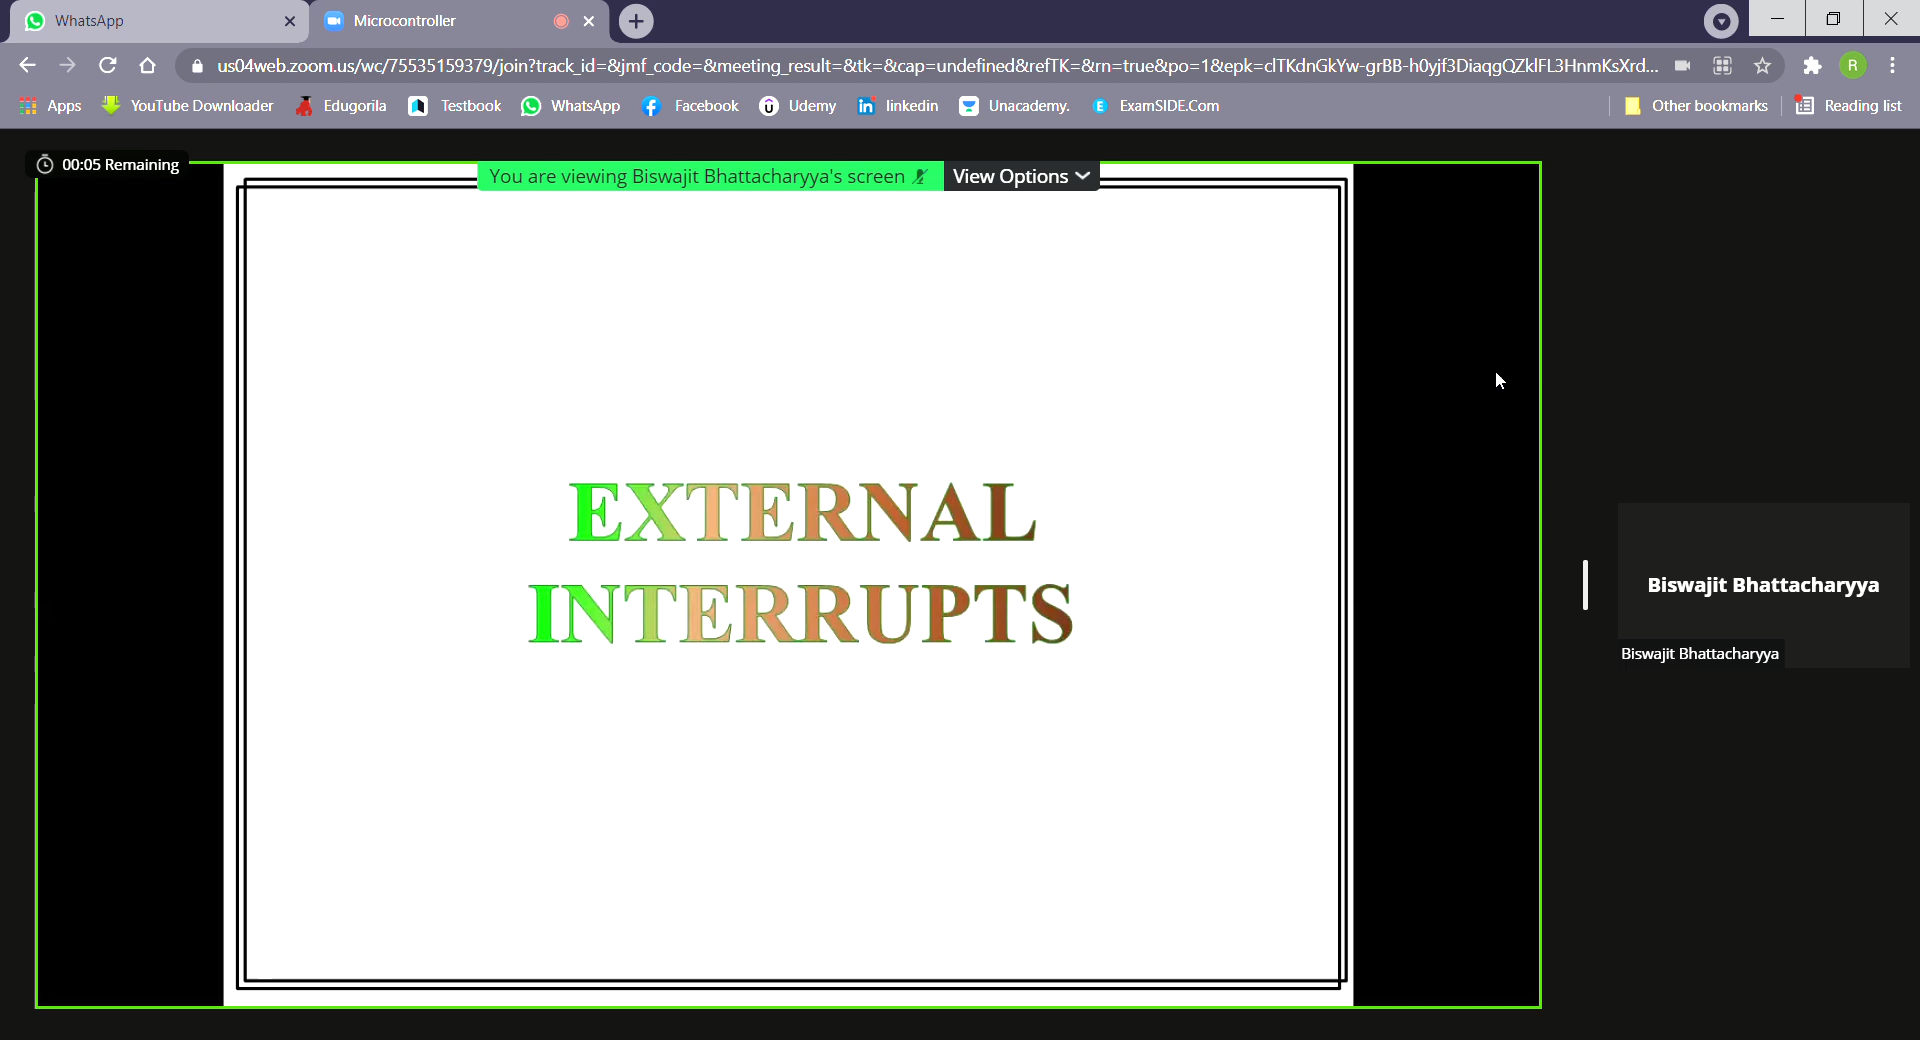 WhatsApp
Microcontroller
us04web.zoom.us/wc/75535159379/join?track_id=&jmf_code=&meeting_result=&tk=&cap=undefined&refTK=&rn=true&po=1&epk=clTKdnGkYw-grBB-h0yjf3DiaqgQZklFL3HnmKsXrd...
R
Apps YouTube Downloader Edugorila Testbook WhatsApp Facebook Udemy linkedin Unacademy. ExamSIDE.Com Other bookmarks Reading list
00:05 Remaining
You are viewing Biswajit Bhattacharyya's screen View Options
EXTERNAL
INTERRUPTS
Biswajit Bhattacharyya
Biswajit Bhattacharyya